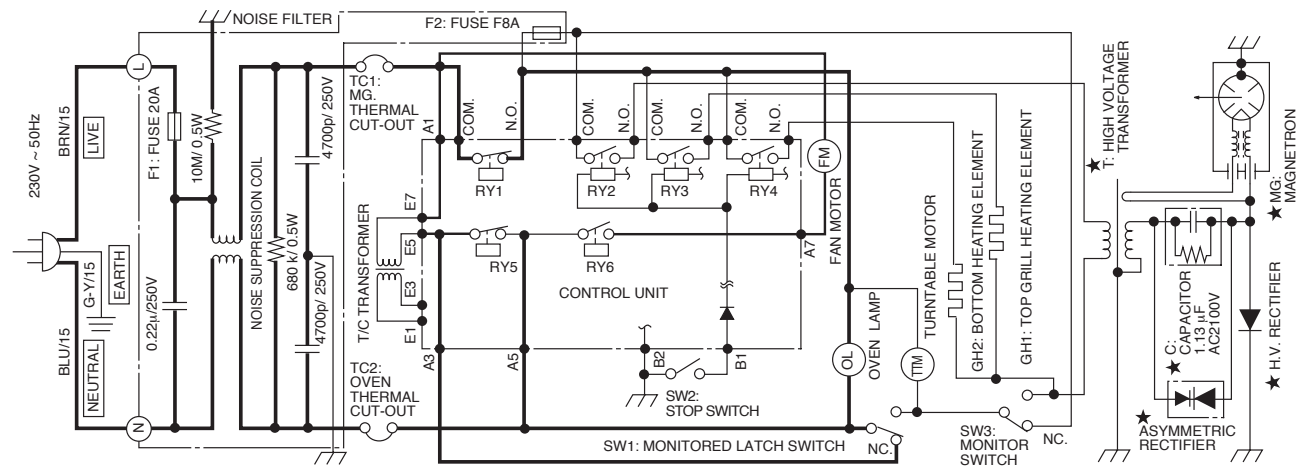 NOISE FILTER
F2: FUSE F8A
230V ~ 50Hz
BRN/15
LIVE
L
F1: FUSE 20A
10M/ 0.5W
NOISE SUPPRESSION COIL
680 k/ 0.5W
4700p/ 250V
4700p/ 250V
0.22µ/250V
G-Y/15
EARTH
BLU/15
NEUTRAL
N
TC1:
MG.
THERMAL
CUT-OUT
TC2:
OVEN
THERMAL
CUT-OUT
T/C TRANSFORMER
A1
E7
E5
E3
E1
A3
A5
A7
B2
B1
COM.
N.O.
COM.
N.O.
COM.
N.O.
COM.
N.O.
RY1
RY2
RY3
RY4
RY5
RY6
CONTROL UNIT
SW2:
STOP SWITCH
SW1: MONITORED LATCH SWITCH
NC.
FM
FAN MOTOR
OL
OVEN LAMP
TTM
TURNTABLE MOTOR
GH2: BOTTOM HEATING ELEMENT
GH1: TOP GRILL HEATING ELEMENT
SW3:
MONITOR
SWITCH
NC.
★ T: HIGH VOLTAGE
TRANSFORMER
★ MG: MAGNETRON
★ C:
CAPACITOR
1.13 µF
AC2100V
★ H.V. RECTIFIER
★
ASYMMETRIC
RECTIFIER